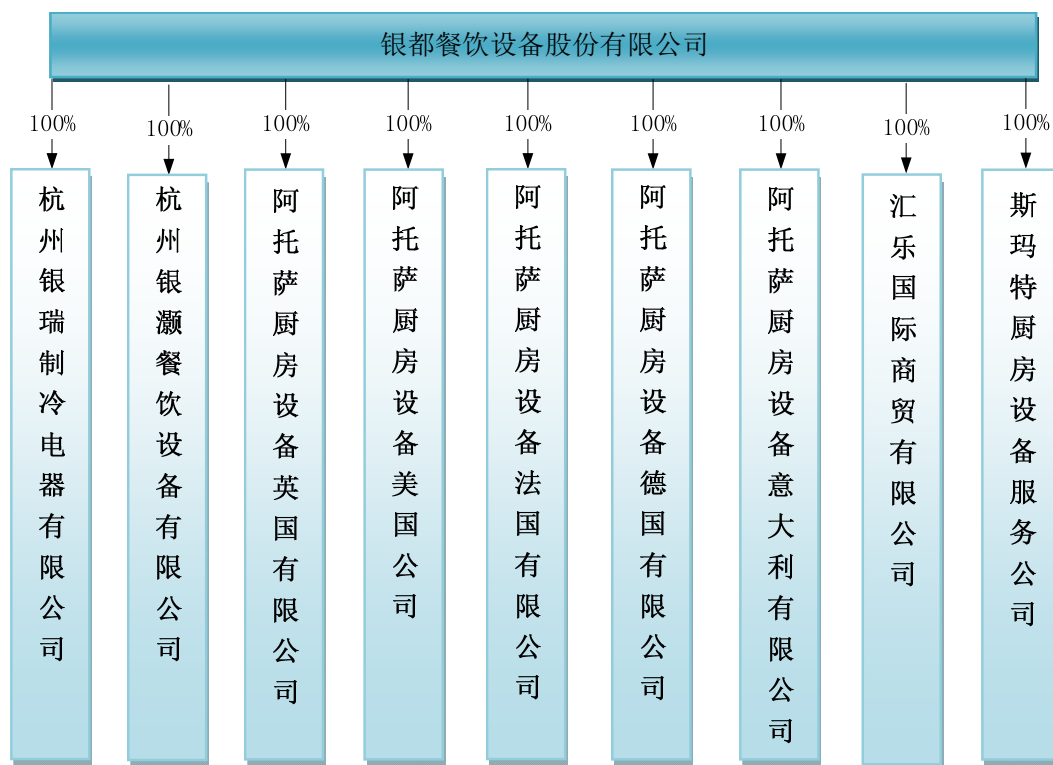 银都餐饮设备股份有限公司
100%
100%
100%
100%
100%
100%
100%
100%
100%
杭州银瑞制冷电器有限公司
杭州银灏餐饮设备有限公司
阿托萨厨房设备英国有限公司
阿托萨厨房设备美国公司
阿托萨厨房设备法国有限公司
阿托萨厨房设备德国有限公司
阿托萨厨房设备意大利有限公司
汇乐国际商贸有限公司
斯玛特厨房设备服务公司